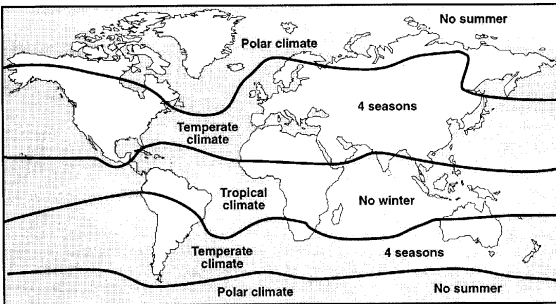 No summer
Polar climate
4 seasons
Temperate
climate
Tropical
climate
No winter
Temperate
climate
4 seasons
Polar climate
No summer